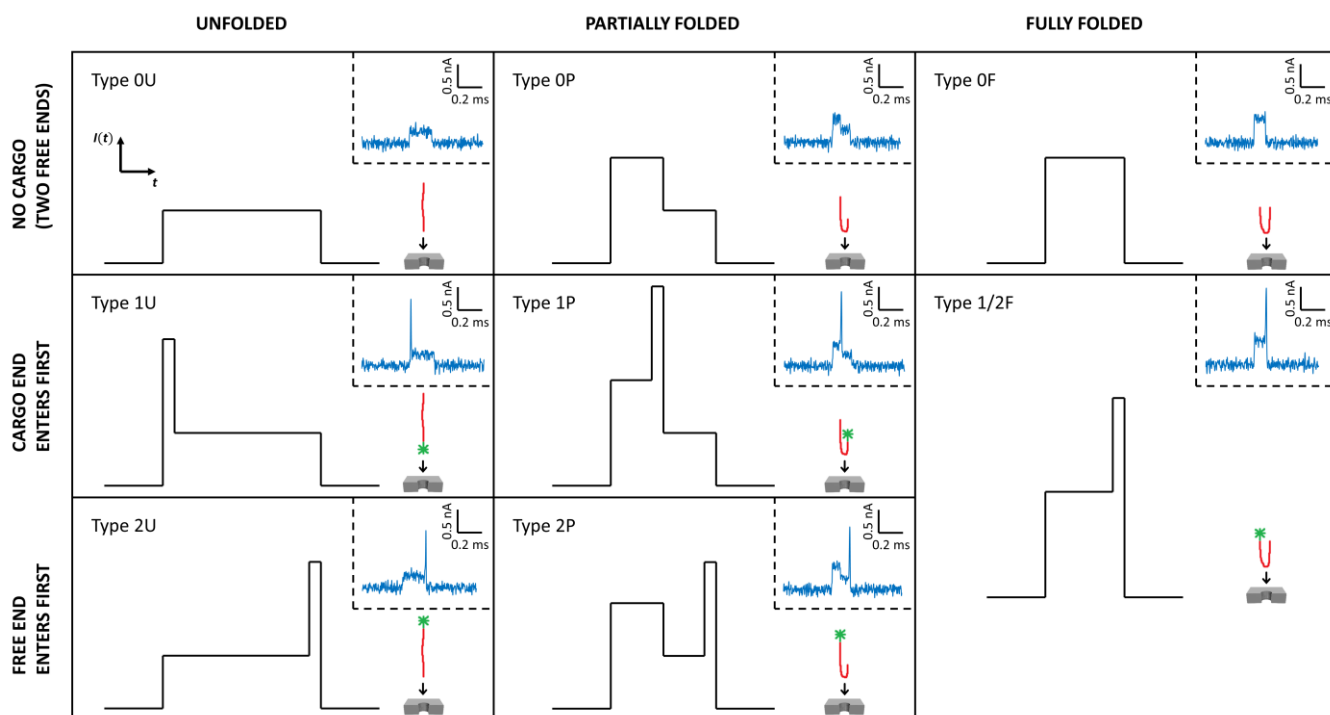 UNFOLDED
PARTIALLY FOLDED
FULLY FOLDED
NO CARGO
(TWO FREE ENDS)
Type 0U
I(t)
t
0.5 nA
0.2 ms
Type 0P
0.5 nA
0.2 ms
Type 0F
0.5 nA
0.2 ms
CARGO END
ENTERS FIRST
Type 1U
0.5 nA
0.2 ms
Type 1P
0.5 nA
0.2 ms
Type 1/2F
0.5 nA
0.2 ms
FREE END
ENTERS FIRST
Type 2U
0.5 nA
0.2 ms
Type 2P
0.5 nA
0.2 ms